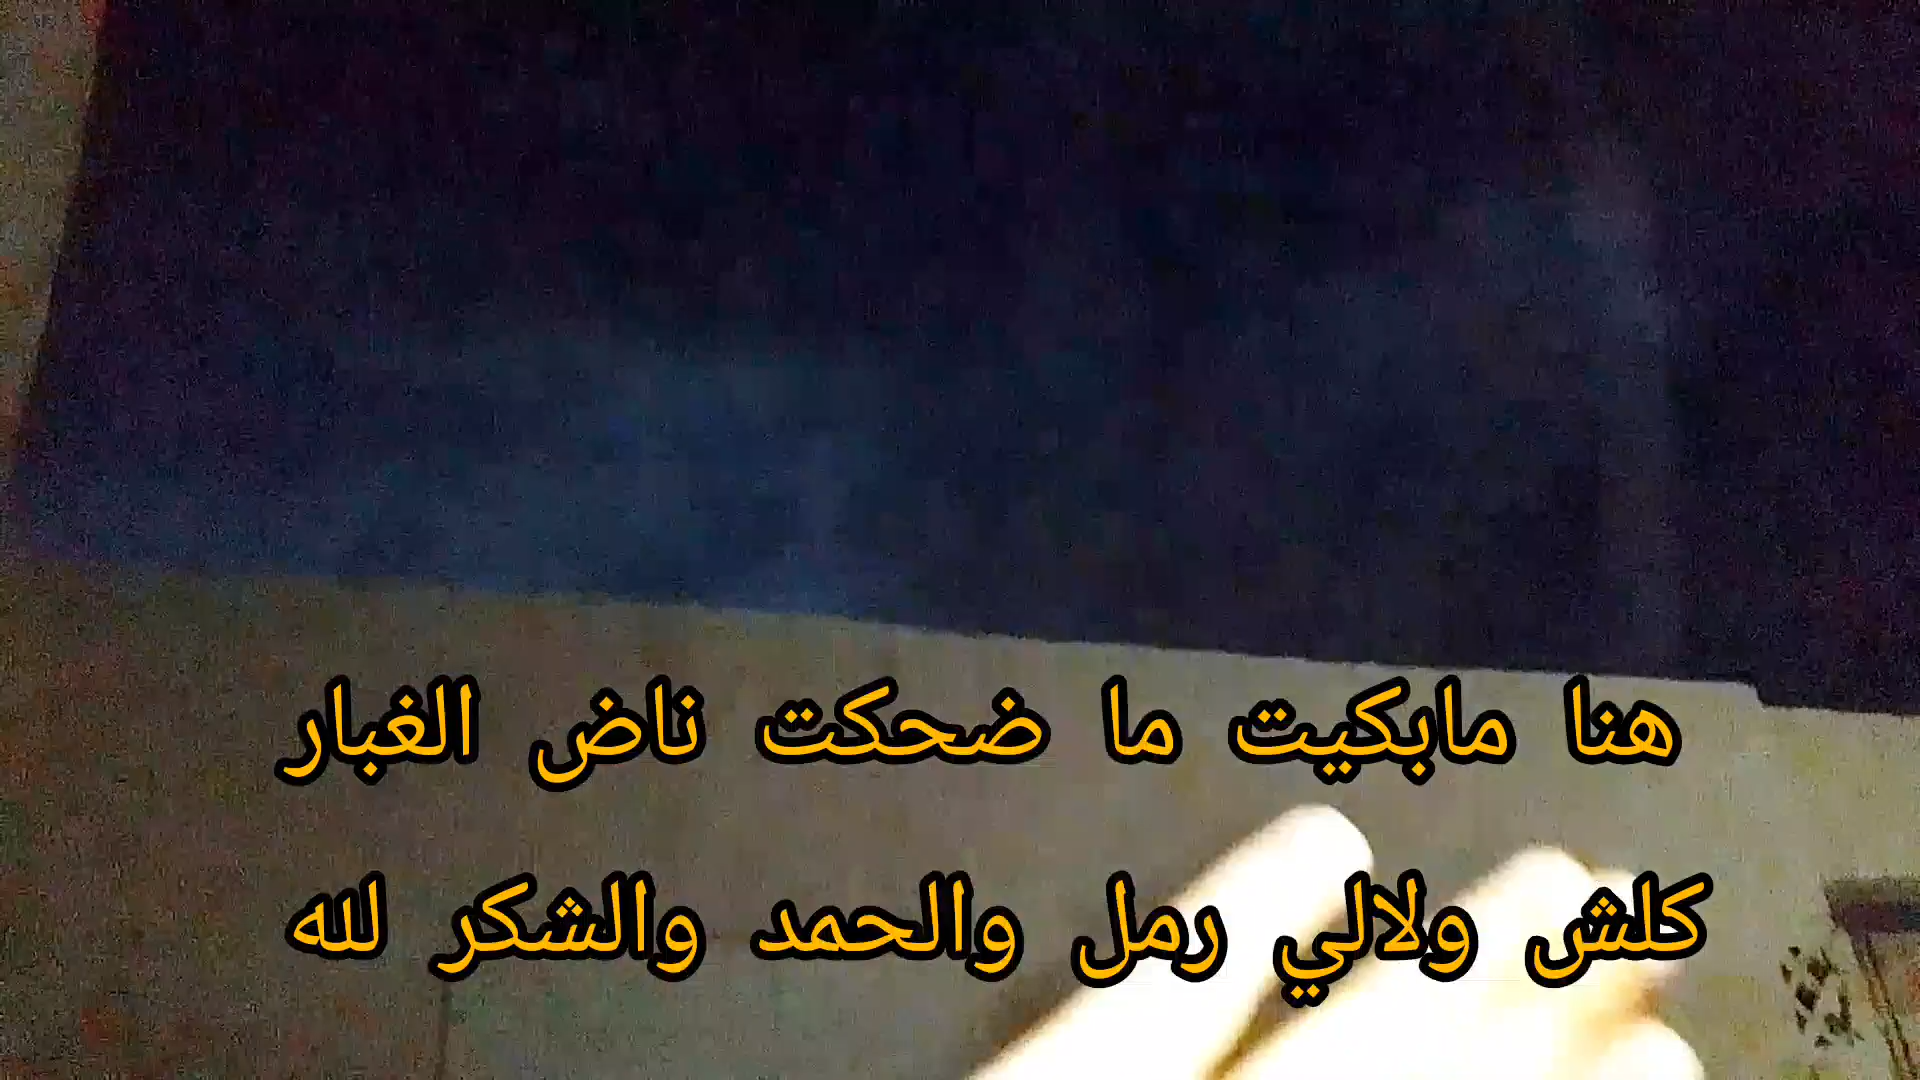 هنا مابكيت ما ضحكت ناض الغبار
كلش ولالي رمل والحمد والشكر لله